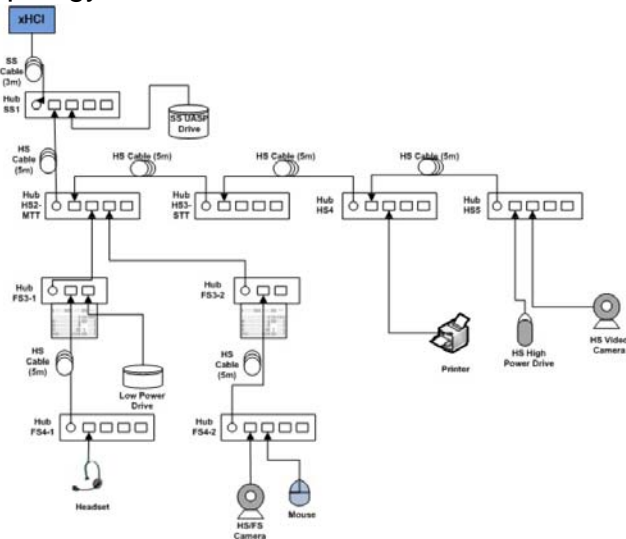 xHCI
SS
Cable
(3m)
Hub
SS1
SS UASP
Drive
HS
Cable
(5m)
HS Cable (5m)
HS Cable (5m)
HS Cable (5m)
Hub
HS2-
MTT
Hub
HS3-
STT
Hub
HS4
Hub
HS5
Hub
FS3-1
Hub
FS3-2
HS
Cable
(5m)
Low Power
Drive
HS
Cable
(5m)
Printer
HS High
Power Drive
HS Video
Camera
Hub
FS4-1
Hub
FS4-2
Headset
HS/FS
Camera
Mouse